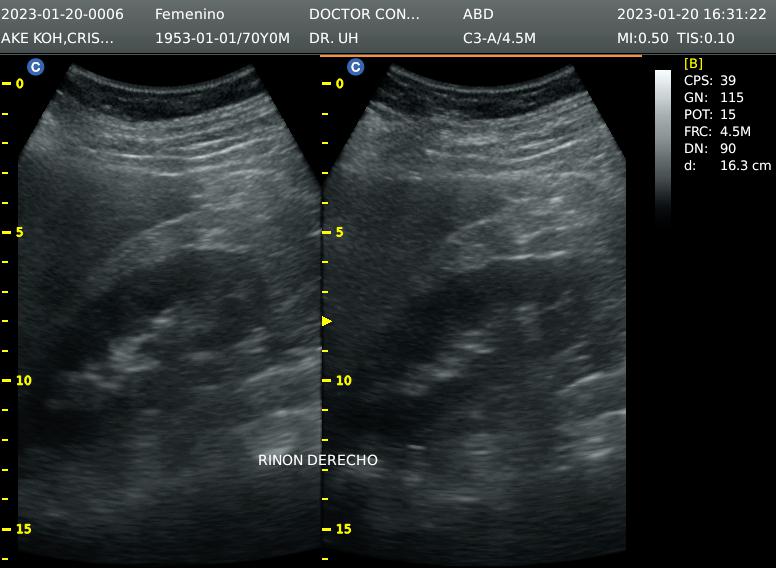 2023-01-20-0006 Femenino DOCTOR CON... ABD 2023-01-20 16:31:22
AKE KOH,CRIS... 1953-01-01/70Y0M DR. UH C3-A/4.5M MI:0.50 TIS:0.10
C C [B]
0 0 CPS: 39
GN: 115
POT: 15
FRC: 4.5M
DN: 90
d: 16.3 cm
5 5
10 10
RINON DERECHO
15 15